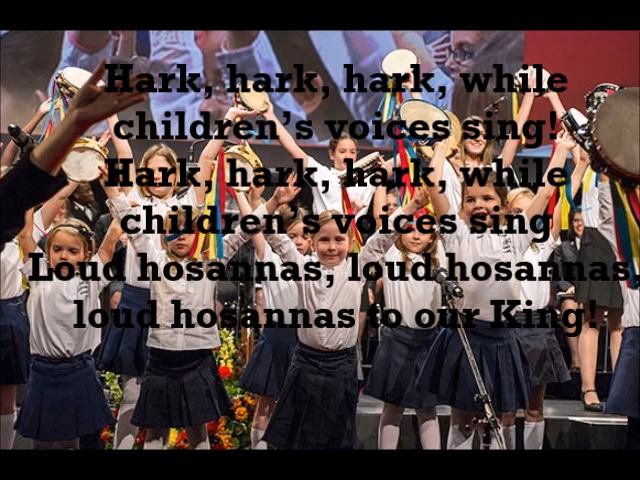 Hark, hark, hark, while
children's voices sing!
Hark, hark, hark, while
children's voices sing
Loud hosannas, loud hosannas,
loud hosannas to our King!